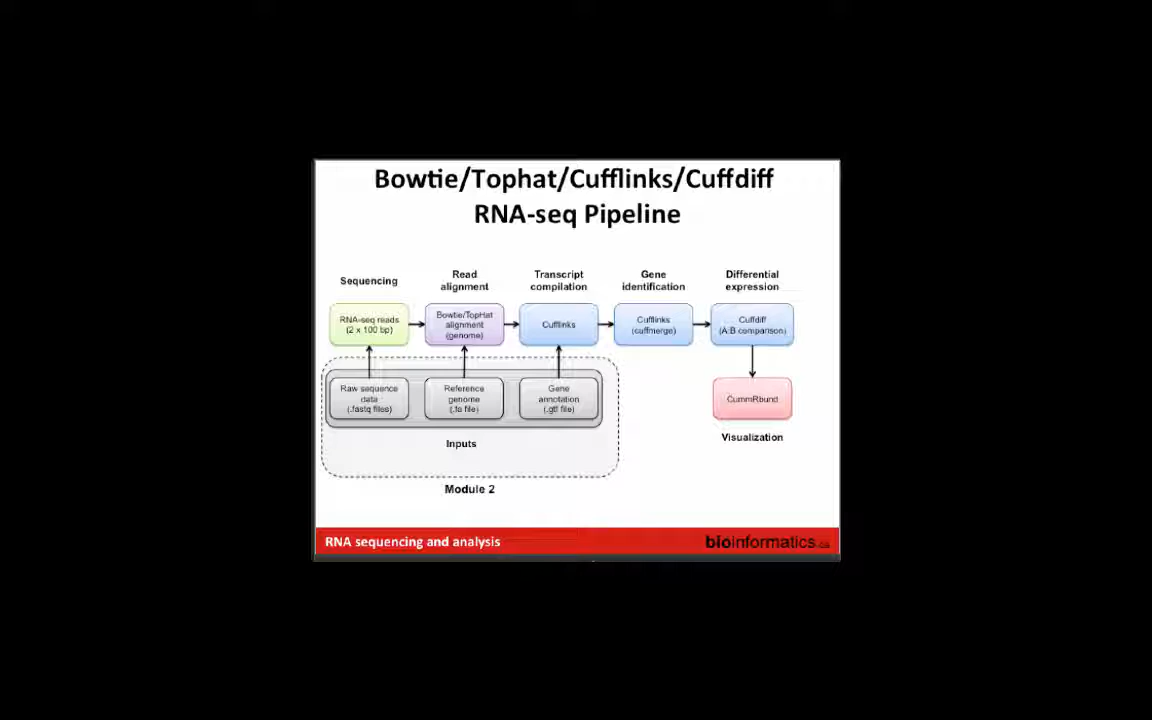 Bowtie/Tophat/Cufflinks/Cuffdiff
RNA-seq Pipeline
Sequencing
Read
alignment
Transcript
compilation
Gene
identification
Differential
expression
RNA-seq reads
(2 x 100 bp)
Bowtie/TopHat
alignment
(genome)
Cufflinks
Cufflinks
(cuffmerge)
Cuffdiff
(A:B comparison)
Raw sequence
data
(.fastq files)
Reference
genome
(.fa file)
Gene
annotation
(.gtf file)
CummRbund
Inputs
Visualization
Module 2
RNA sequencing and analysis
bioinformatics.ca